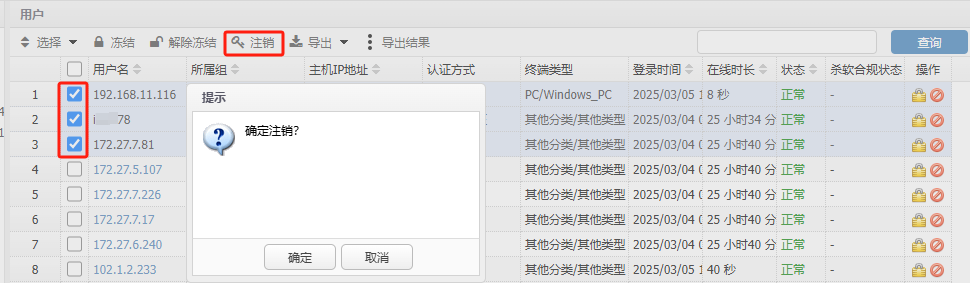 用户
选择 冻结 解除冻结 注销 导出 导出结果 查询
用户名 所属组 主机IP地址 认证方式 终端类型 登录时间 在线时长 状态 杀软合规状态 操作
1 192.168.11.116 PC/Windows_PC 2025/03/05 1 8 秒 正常 -
2 i 78 其他分类/其他类型 2025/03/04 0 25 小时34 分 正常 -
3 172.27.7.81 其他分类/其他类型 2025/03/04 0 25 小时40 分 正常 -
4 172.27.5.107 其他分类/其他类型 2025/03/04 0 25 小时40 分 正常 -
5 172.27.7.226 其他分类/其他类型 2025/03/04 0 25 小时40 分 正常 -
6 172.27.7.17 其他分类/其他类型 2025/03/04 0 25 小时40 分 正常 -
7 172.27.6.240 其他分类/其他类型 2025/03/04 0 25 小时40 分 正常 -
8 102.1.2.233 其他分类/其他类型 2025/03/05 1 40 秒 正常 -
提示
确定注销?
确定 取消